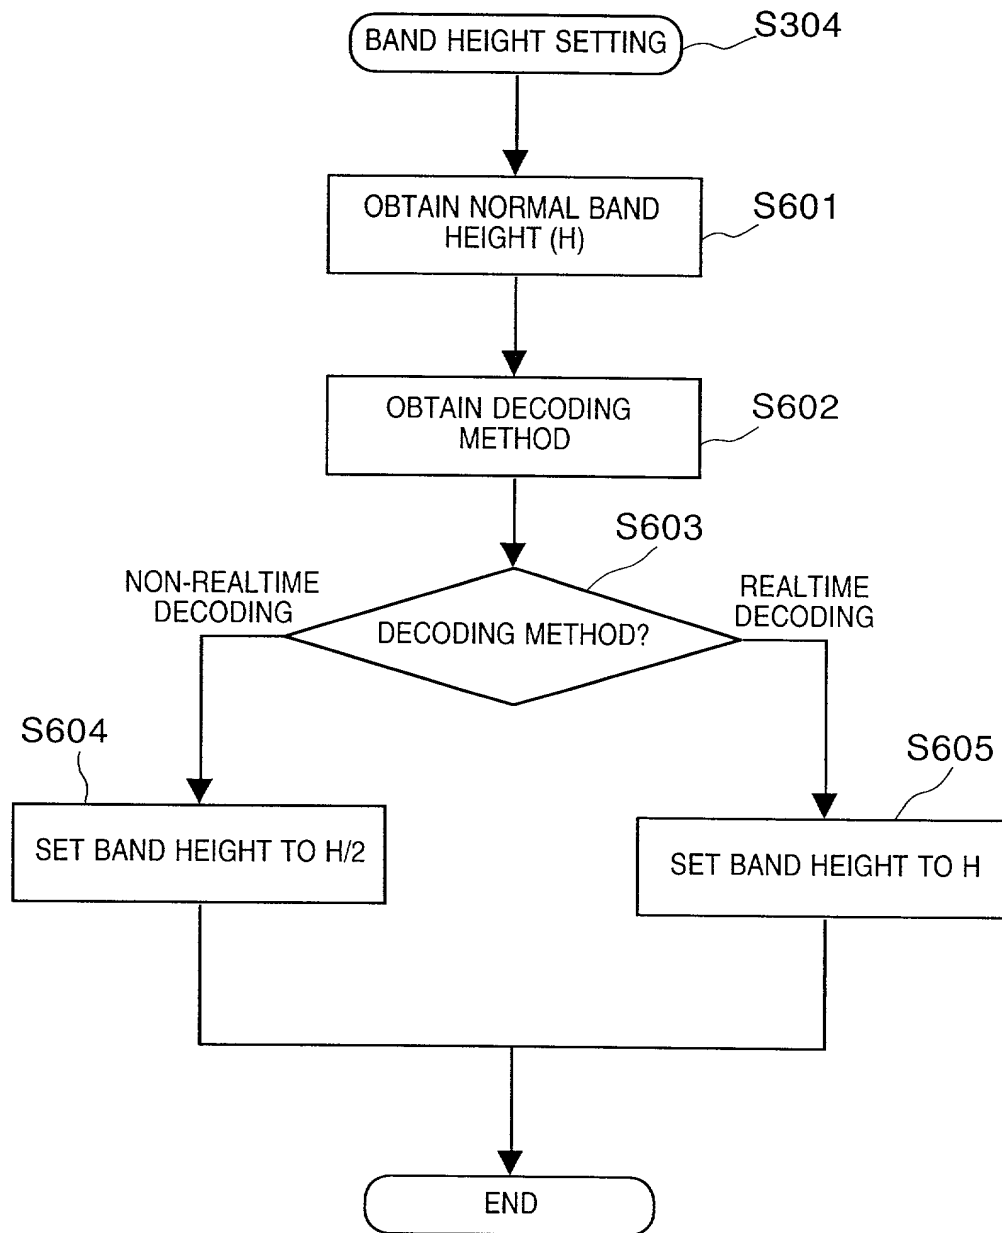 BAND HEIGHT SETTING
S304
OBTAIN NORMAL BAND
HEIGHT (H)
S601
OBTAIN DECODING
METHOD
S602
S603
NON-REALTIME
DECODING
DECODING METHOD?
REALTIME
DECODING
S604
SET BAND HEIGHT TO H/2
S605
SET BAND HEIGHT TO H
END